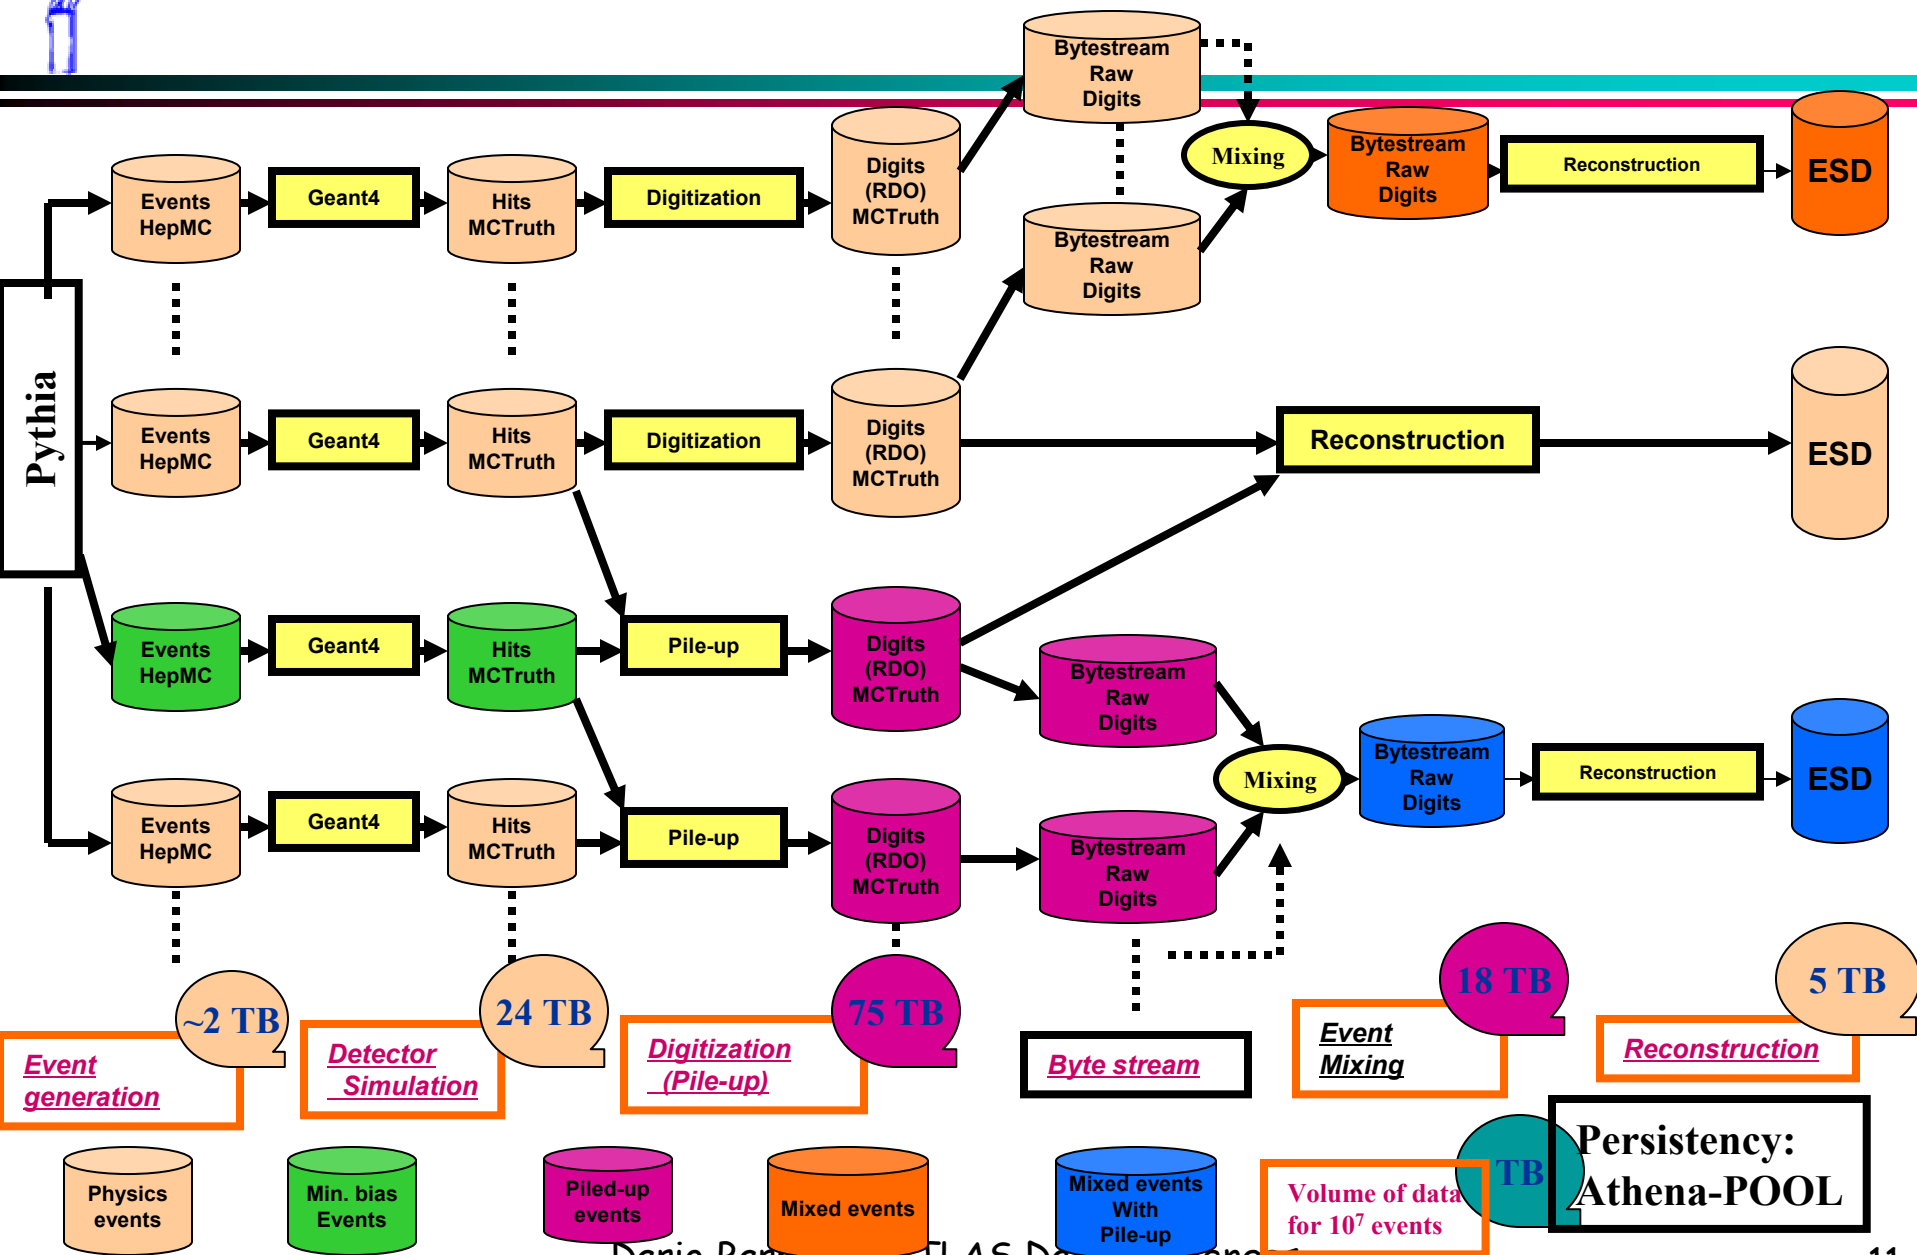 Bytestream
Raw
Digits
Mixing
Bytestream
Raw
Digits
Reconstruction
ESD
Events
HepMC
Geant4
Hits
MCTruth
Digitization
Digits
(RDO)
MCTruth
Bytestream
Raw
Digits
Pythia
Events
HepMC
Geant4
Hits
MCTruth
Digitization
Digits
(RDO)
MCTruth
Reconstruction
ESD
Events
HepMC
Geant4
Hits
MCTruth
Pile-up
Digits
(RDO)
MCTruth
Bytestream
Raw
Digits
Mixing
Bytestream
Raw
Digits
Reconstruction
ESD
Events
HepMC
Geant4
Hits
MCTruth
Pile-up
Digits
(RDO)
MCTruth
Bytestream
Raw
Digits
~2 TB
24 TB
75 TB
18 TB
5 TB
Event
generation
Detector
Simulation
Digitization
(Pile-up)
Byte stream
Event
Mixing
Reconstruction
Physics
events
Min. bias
Events
Piled-up
events
Mixed events
Mixed events
With
Pile-up
Volume of data
for 10⁷ events
TB
Persistency:
Athena-POOL
11